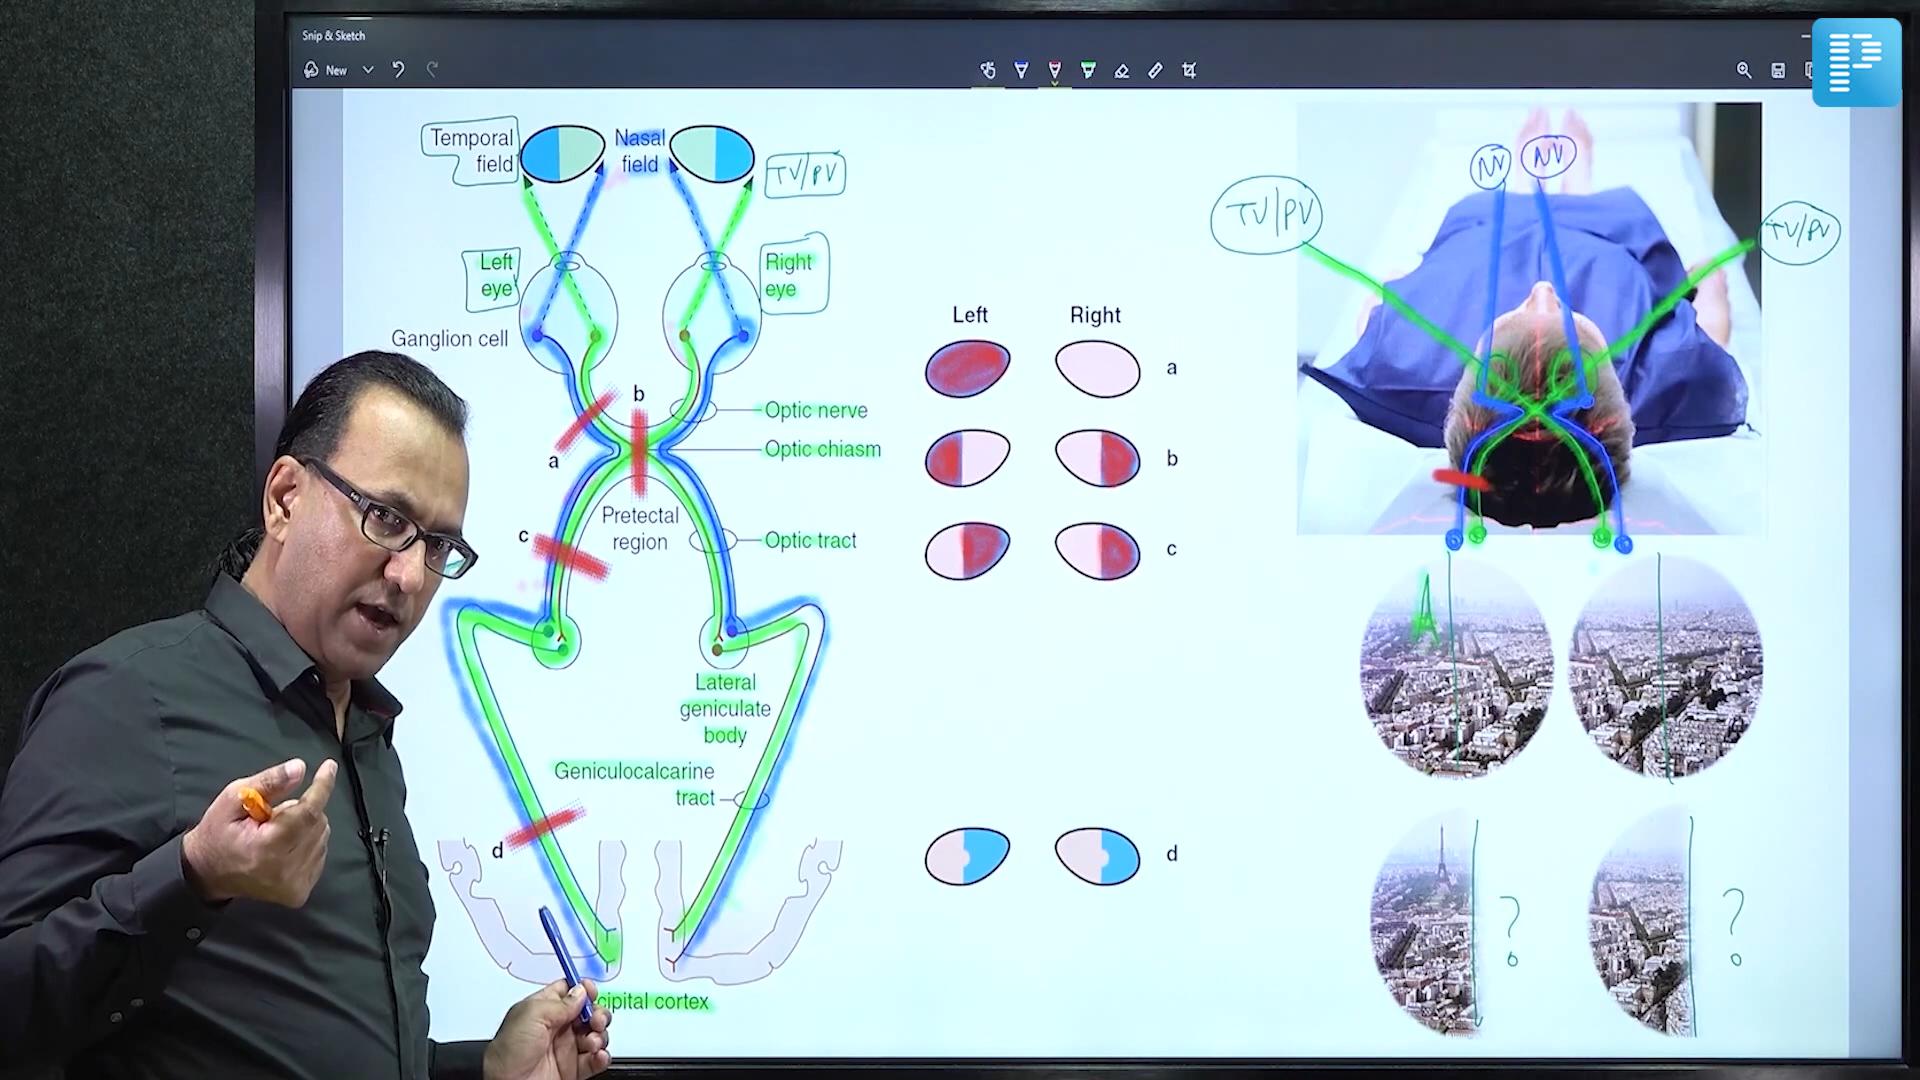 Snip & Sketch
New
Temporal
field
Nasal
field
TV/PV
Left
eye
Right
eye
Ganglion cell
b
Optic nerve
Optic chiasm
a
Pretectal
region
c
Optic tract
Lateral
geniculate
body
Geniculocalcarine
tract
d
cipital cortex
Left
Right
a
b
c
d
NV
NV
TV/PV
TV/PV
?
?
P